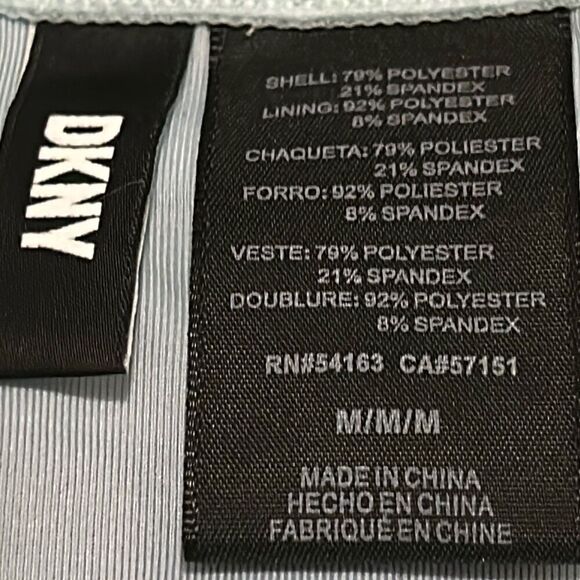 DKNY
SHELL: 79% POLYESTER
21% SPANDEX
LINING: 92% POLYESTER
8% SPANDEX
CHAQUETA: 79% POLIESTER
21% SPANDEX
FORRO: 92% POLIESTER
8% SPANDEX
VESTE: 79% POLYESTER
21% SPANDEX
DOUBLURE: 92% POLYESTER
8% SPANDEX
RN#54163 CA#57151
M/M/M
MADE IN CHINA
HECHO EN CHINA
FABRIQUÉ EN CHINE